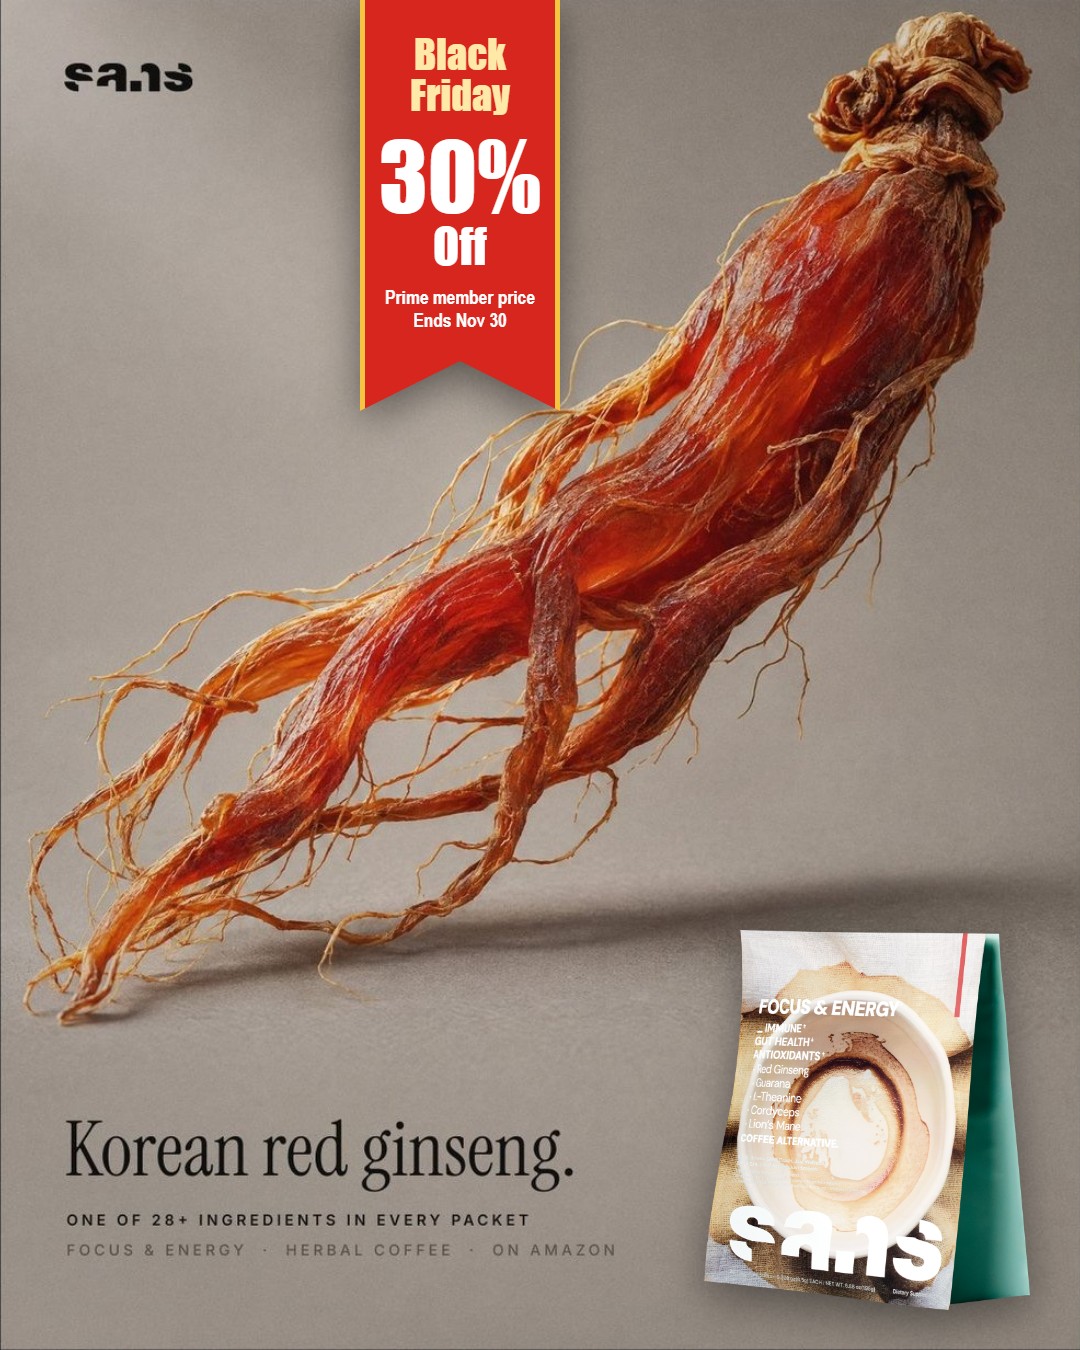 sans
Black
Friday
30%
Off
Prime member price
Ends Nov 30
FOCUS & ENERGY
_ IMMUNE+
GUT HEALTH+
ANTIOXIDANTS+
Red Ginseng
Guarana
L-Theanine
Cordyceps
Lion's Mane
COFFEE ALTERNATIVE
sans
Korean red ginseng.
ONE OF 28+ INGREDIENTS IN EVERY PACKET
FOCUS & ENERGY · HERBAL COFFEE · ON AMAZON